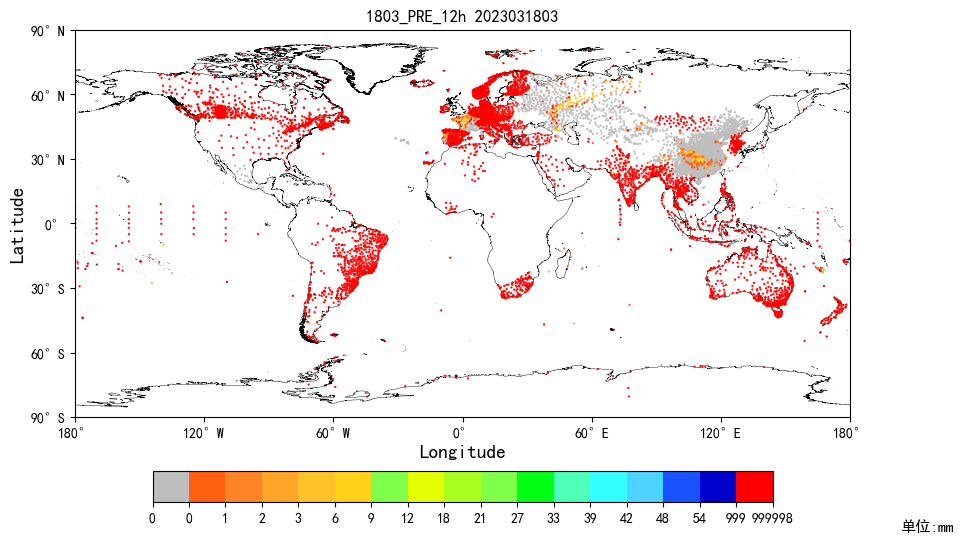 1803_PRE_12h 2023031803
90° N
60° N
30° N
0°
30° S
60° S
90° S
Latitude
180° 120° W 60° W 0° 60° E 120° E 180°
Longitude
0 0 1 2 3 6 9 12 18 21 27 33 39 42 48 54 999 999998
单位:mm